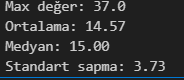 Max değer: 37.0
Ortalama: 14.57
Medyan: 15.00
Standart sapma: 3.73